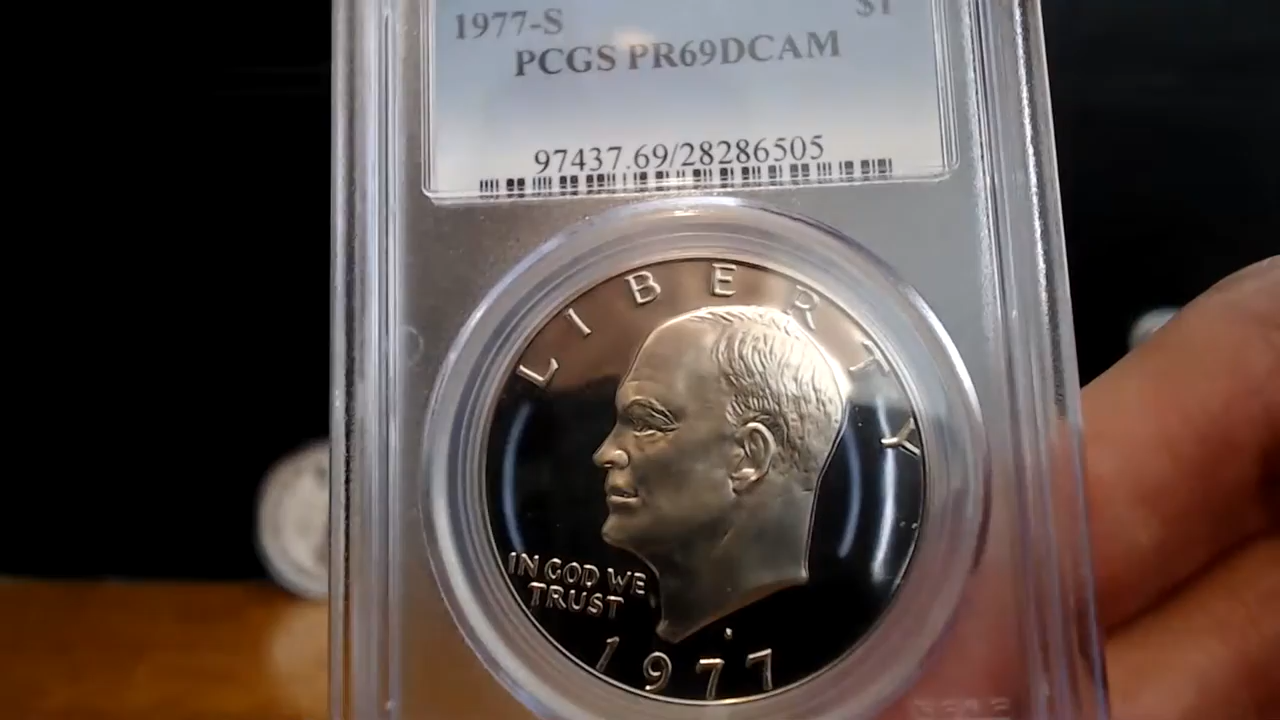 1977-S $1
PCGS PR69DCAM
97437.69/28286505
LIBERTY
IN GOD WE
TRUST
1977